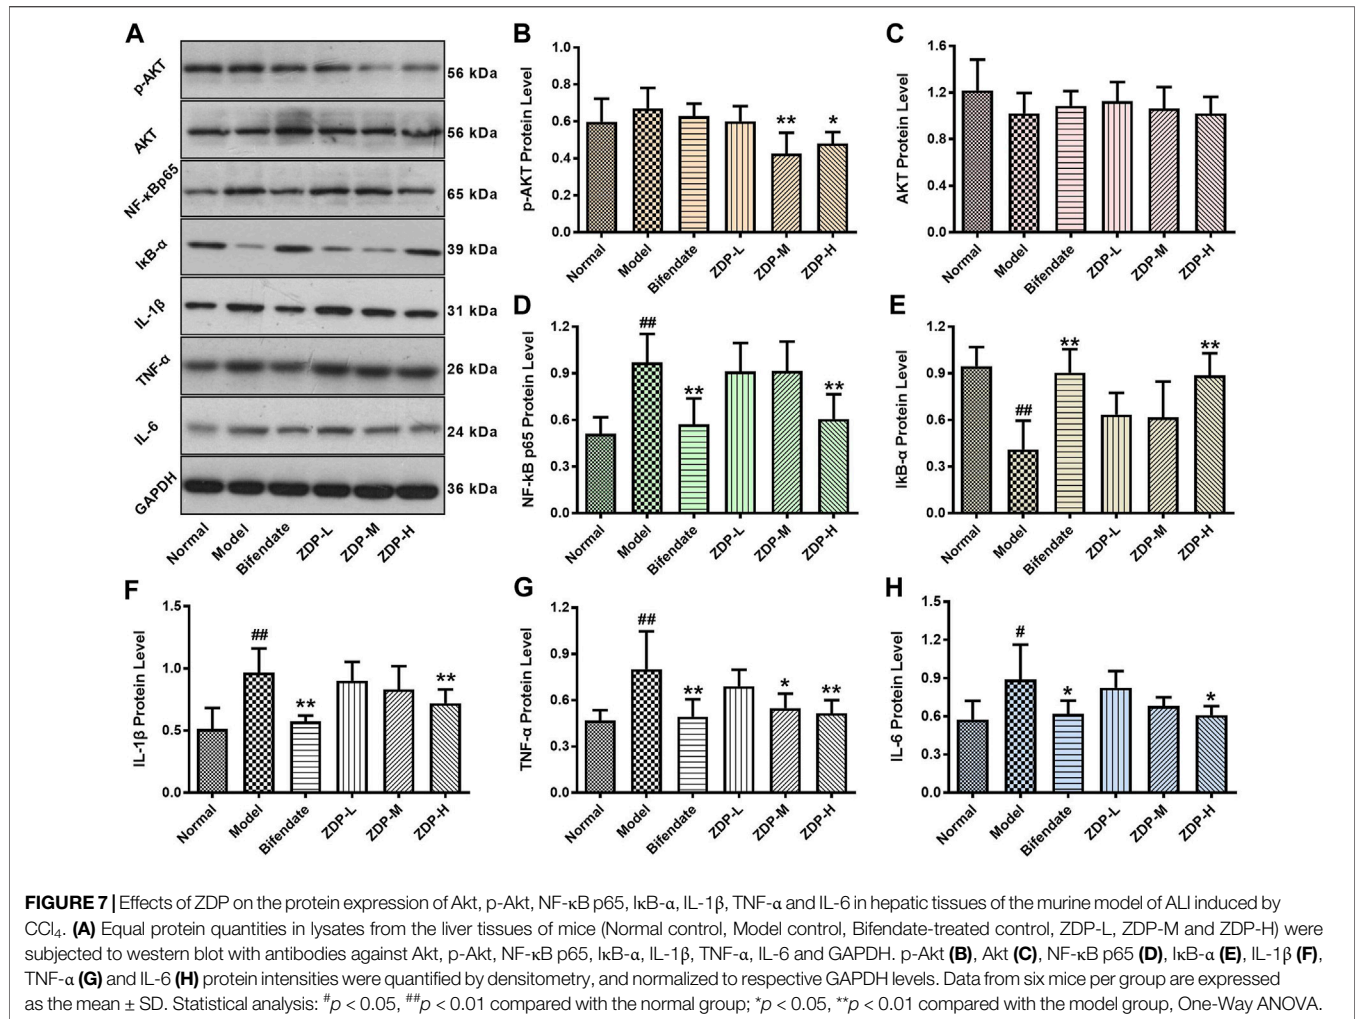 A
p-AKT
56 kDa
AKT
56 kDa
NF-κBp65
65 kDa
IκB-α
39 kDa
IL-1β
31 kDa
TNF-α
26 kDa
IL-6
24 kDa
GAPDH
36 kDa
Normal
Model
Bifendate
ZDP-L
ZDP-M
ZDP-H
B
p-AKT Protein Level
1.0
0.8
0.6
0.4
0.2
0.0
**
*
Normal
Model
Bifendate
ZDP-L
ZDP-M
ZDP-H
C
AKT Protein Level
1.6
1.2
0.8
0.4
0.0
Normal
Model
Bifendate
ZDP-L
ZDP-M
ZDP-H
D
NF-kB p65 Protein Level
1.2
0.9
0.6
0.3
0.0
##
**
**
Normal
Model
Bifendate
ZDP-L
ZDP-M
ZDP-H
E
IkB-α Protein Level
1.2
0.9
0.6
0.3
0.0
##
**
**
Normal
Model
Bifendate
ZDP-L
ZDP-M
ZDP-H
F
IL-1β Protein Level
1.5
1.0
0.5
0.0
##
**
**
Normal
Model
Bifendate
ZDP-L
ZDP-M
ZDP-H
G
TNF-α Protein Level
1.2
0.9
0.6
0.3
0.0
##
**
*
**
Normal
Model
Bifendate
ZDP-L
ZDP-M
ZDP-H
H
IL-6 Protein Level
1.5
1.2
0.9
0.6
0.3
0.0
#
*
*
Normal
Model
Bifendate
ZDP-L
ZDP-M
ZDP-H
FIGURE 7 | Effects of ZDP on the protein expression of Akt, p-Akt, NF-κB p65, IκB-α, IL-1β, TNF-α and IL-6 in hepatic tissues of the murine model of ALI induced by
CCl₄. (A) Equal protein quantities in lysates from the liver tissues of mice (Normal control, Model control, Bifendate-treated control, ZDP-L, ZDP-M and ZDP-H) were
subjected to western blot with antibodies against Akt, p-Akt, NF-κB p65, IκB-α, IL-1β, TNF-α, IL-6 and GAPDH. p-Akt (B), Akt (C), NF-κB p65 (D), IκB-α (E), IL-1β (F),
TNF-α (G) and IL-6 (H) protein intensities were quantified by densitometry, and normalized to respective GAPDH levels. Data from six mice per group are expressed
as the mean ± SD. Statistical analysis: #p < 0.05, ##p < 0.01 compared with the normal group; *p < 0.05, **p < 0.01 compared with the model group, One-Way ANOVA.